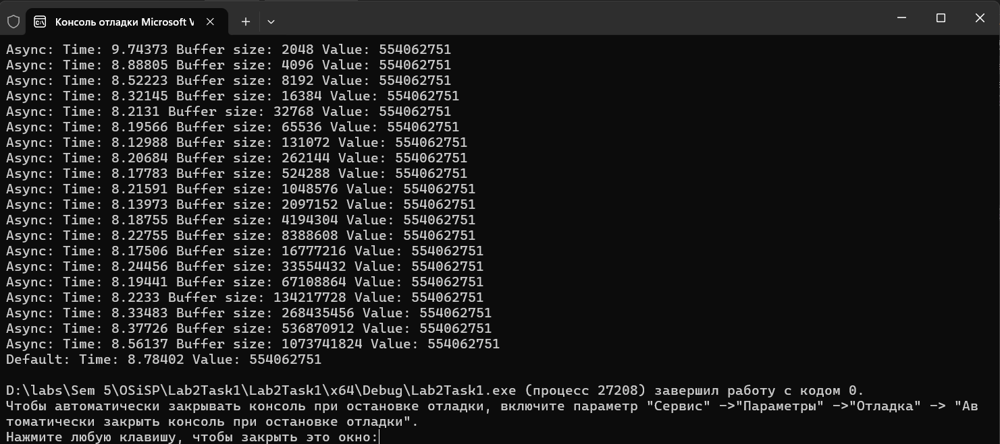 Консоль отладки Microsoft V
Async: Time: 9.74373 Buffer size: 2048 Value: 554062751
Async: Time: 8.88805 Buffer size: 4096 Value: 554062751
Async: Time: 8.52223 Buffer size: 8192 Value: 554062751
Async: Time: 8.32145 Buffer size: 16384 Value: 554062751
Async: Time: 8.2131 Buffer size: 32768 Value: 554062751
Async: Time: 8.19566 Buffer size: 65536 Value: 554062751
Async: Time: 8.12988 Buffer size: 131072 Value: 554062751
Async: Time: 8.20684 Buffer size: 262144 Value: 554062751
Async: Time: 8.17783 Buffer size: 524288 Value: 554062751
Async: Time: 8.21591 Buffer size: 1048576 Value: 554062751
Async: Time: 8.13973 Buffer size: 2097152 Value: 554062751
Async: Time: 8.18755 Buffer size: 4194304 Value: 554062751
Async: Time: 8.22755 Buffer size: 8388608 Value: 554062751
Async: Time: 8.17506 Buffer size: 16777216 Value: 554062751
Async: Time: 8.24456 Buffer size: 33554432 Value: 554062751
Async: Time: 8.19441 Buffer size: 67108864 Value: 554062751
Async: Time: 8.2233 Buffer size: 134217728 Value: 554062751
Async: Time: 8.33483 Buffer size: 268435456 Value: 554062751
Async: Time: 8.37726 Buffer size: 536870912 Value: 554062751
Async: Time: 8.56137 Buffer size: 1073741824 Value: 554062751
Default: Time: 8.78402 Value: 554062751
D:\labs\Sem 5\OSiSP\Lab2Task1\Lab2Task1\x64\Debug\Lab2Task1.exe (процесс 27208) завершил работу с кодом 0.
Чтобы автоматически закрывать консоль при остановке отладки, включите параметр "Сервис" ->"Параметры" ->"Отладка" -> "Ав
томатически закрыть консоль при остановке отладки".
Нажмите любую клавишу, чтобы закрыть это окно: